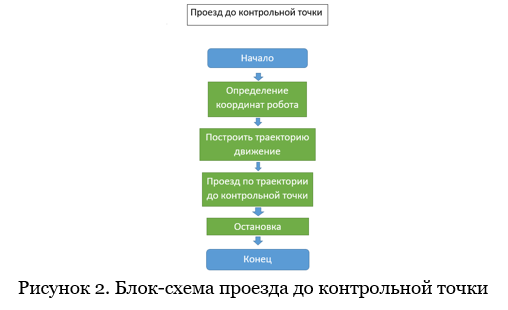 Проезд до контрольной точки
Начало
Определение
координат робота
Построить траекторию
движение
Проезд по траектории
до контрольной точки
Остановка
Конец
Рисунок 2. Блок-схема проезда до контрольной точки